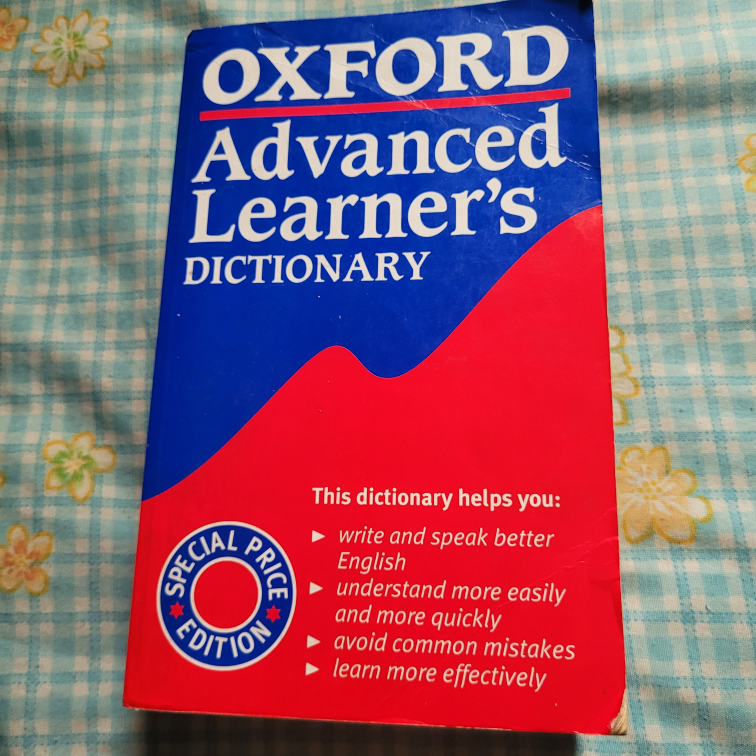 OXFORD
Advanced
Learner's
DICTIONARY
This dictionary helps you:
► write and speak better
English
► understand more easily
and more quickly
► avoid common mistakes
► learn more effectively
SPECIAL PRICE
EDITION